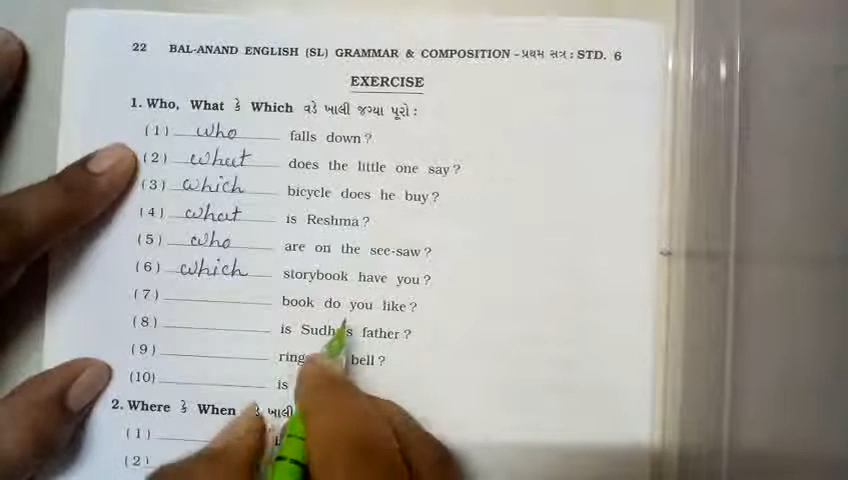 22 BAL-ANAND ENGLISH (SL) GRAMMAR & COMPOSITION - પ્રથમ સત્ર : STD. 6
EXERCISE
1. Who, What કે Which વડે ખાલી જગ્યા પૂરો :
(1) who falls down?
(2) what does the little one say?
(3) which bicycle does he buy?
(4) what is Reshma?
(5) who are on the see-saw?
(6) which storybook have you?
(7) book do you like?
(8) is father?
(9) bell?
(10) is
2. Where કે When ખાલી
(1)
(2)